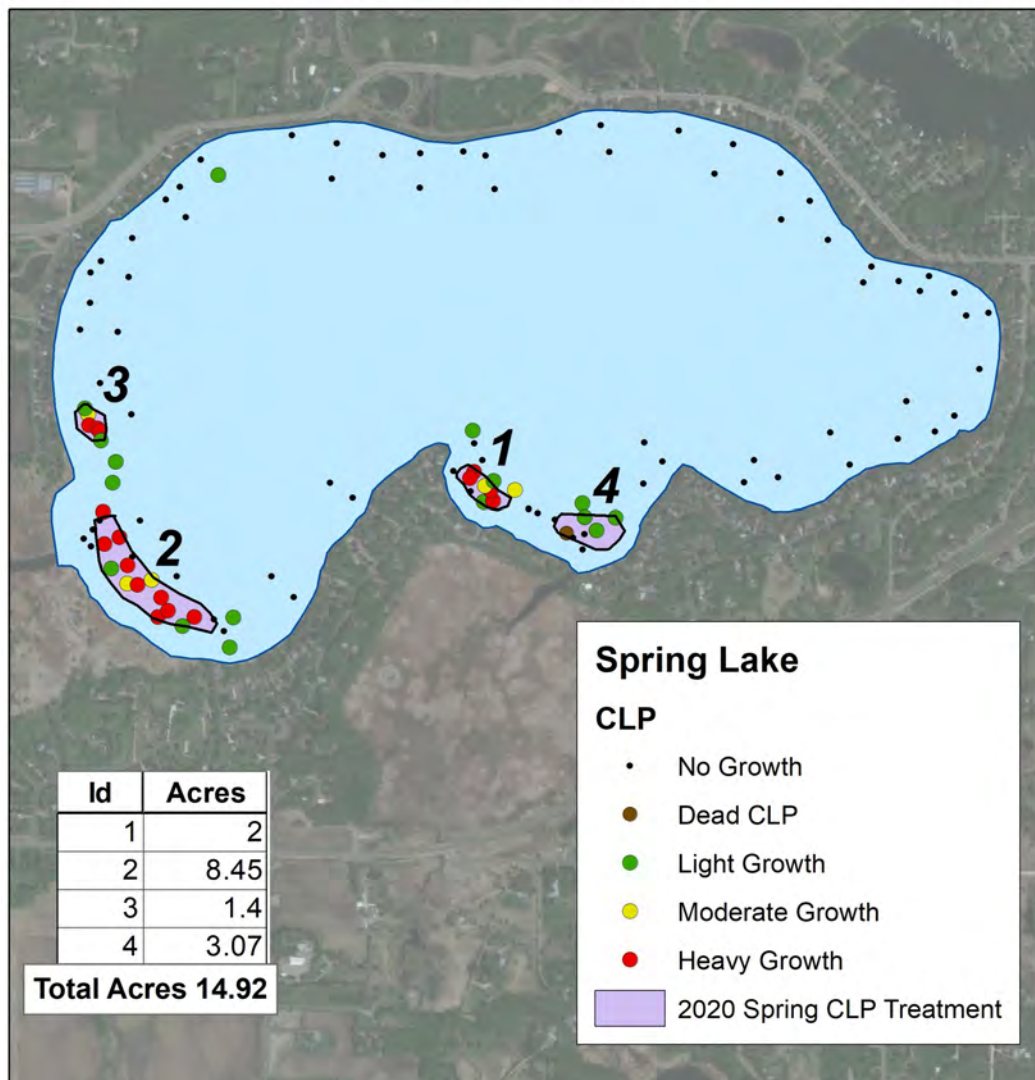 3
1
4
2
Spring Lake
CLP
No Growth
Dead CLP
Light Growth
Moderate Growth
Heavy Growth
2020 Spring CLP Treatment
Id Acres
1 2
2 8.45
3 1.4
4 3.07
Total Acres 14.92